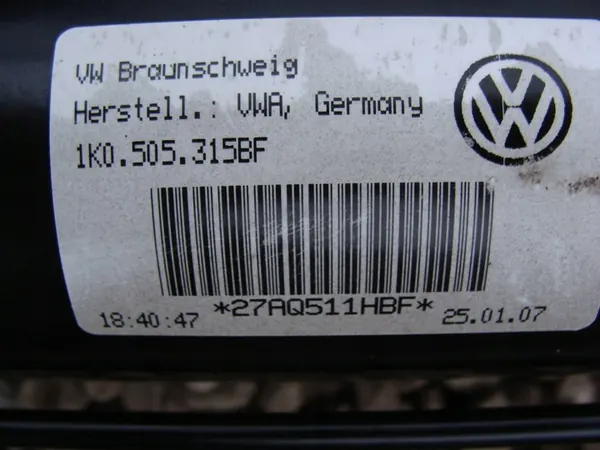 VW Braunschweig
Herstell.: VWA, Germany
1K0.505.315BF
*27AQ511HBF*
18:40:47 25.01.07